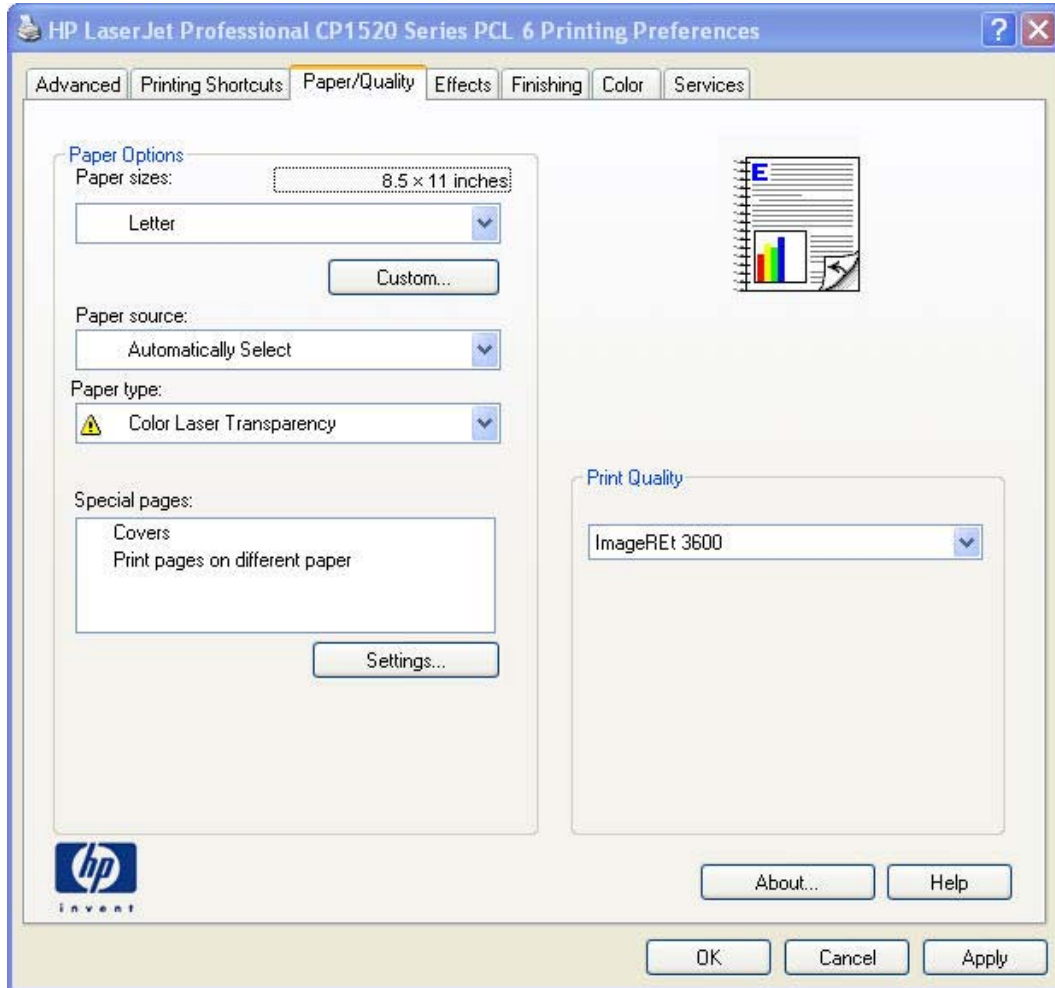 HP LaserJet Professional CP1520 Series PCL 6 Printing Preferences
Advanced Printing Shortcuts Paper/Quality Effects Finishing Color Services
Paper Options
Paper sizes: 8.5 × 11 inches
Letter
Custom...
Paper source:
Automatically Select
Paper type:
Color Laser Transparency
Special pages:
Covers
Print pages on different paper
Settings...
E
Print Quality
ImageREt 3600
hp
invent
About... Help
OK Cancel Apply